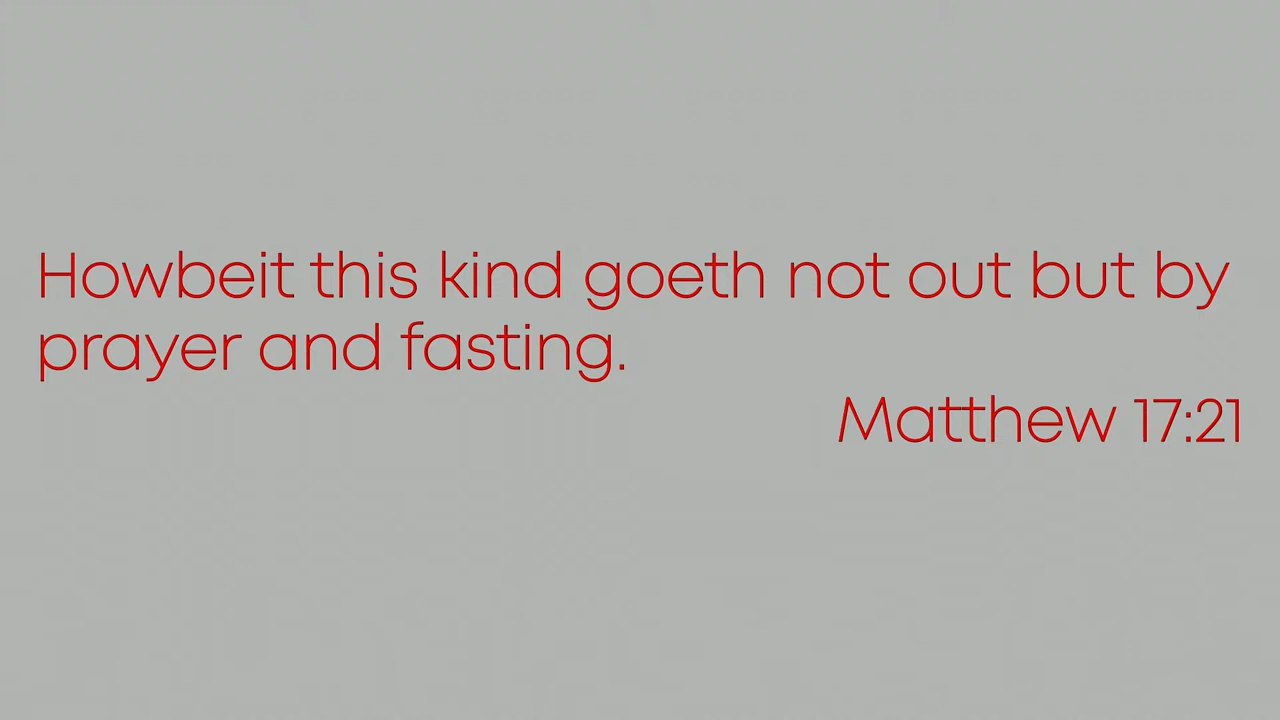 Howbeit this kind goeth not out but by
prayer and fasting.
Matthew 17:21